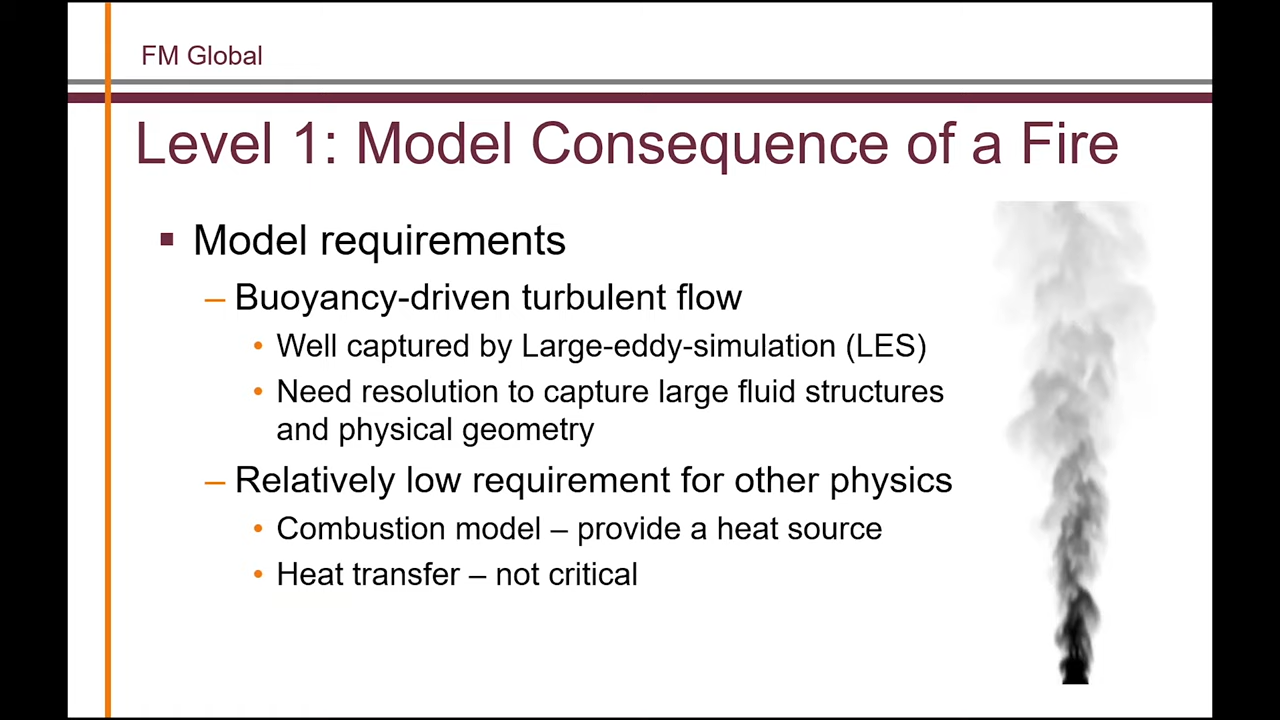 FM Global
Level 1: Model Consequence of a Fire
▪ Model requirements
– Buoyancy-driven turbulent flow
• Well captured by Large-eddy-simulation (LES)
• Need resolution to capture large fluid structures
and physical geometry
– Relatively low requirement for other physics
• Combustion model – provide a heat source
• Heat transfer – not critical